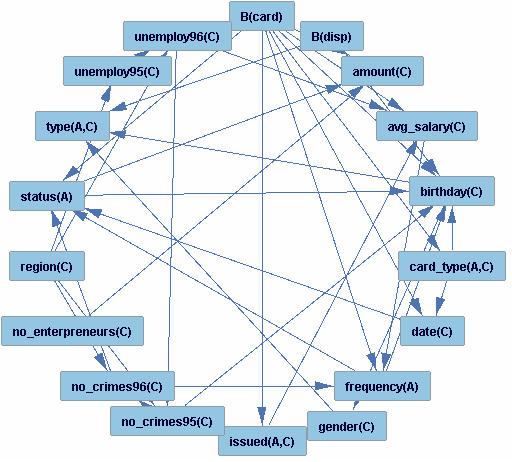 B(card)
unemploy96(C)
B(disp)
unemploy95(C)
amount(C)
type(A,C)
avg_salary(C)
status(A)
birthday(C)
region(C)
card_type(A,C)
no_enterpreneurs(C)
date(C)
no_crimes96(C)
frequency(A)
no_crimes95(C)
gender(C)
issued(A,C)